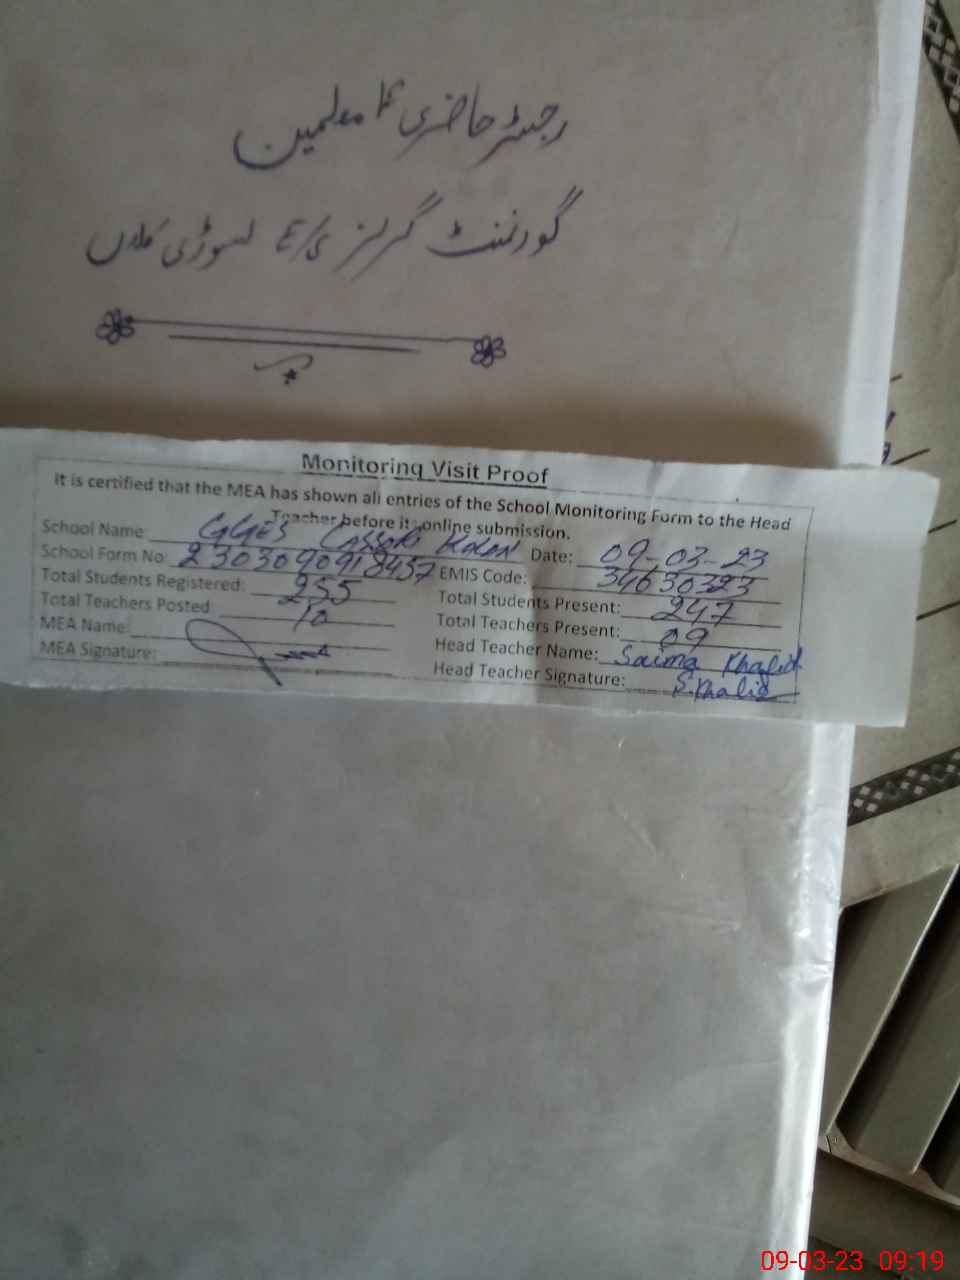 رجسٹر حاضری معلمین
گورنمنٹ گرلز لسوڑی کلاں
Monitoring Visit Proof
It is certified that the MEA has shown all entries of the School Monitoring Form to the Head
Teacher before it online submission.
School Name: GGES Lassori Kalan Date: 09-03-23
School Form No: 2303090918457 EMIS Code: 34630323
Total Students Registered: 255 Total Students Present: 247
Total Teachers Posted: 10 Total Teachers Present: 09
MEA Name: Head Teacher Name: Saima Khalid
MEA Signature: Head Teacher Signature: S.Khalid
09-03-23 09:19